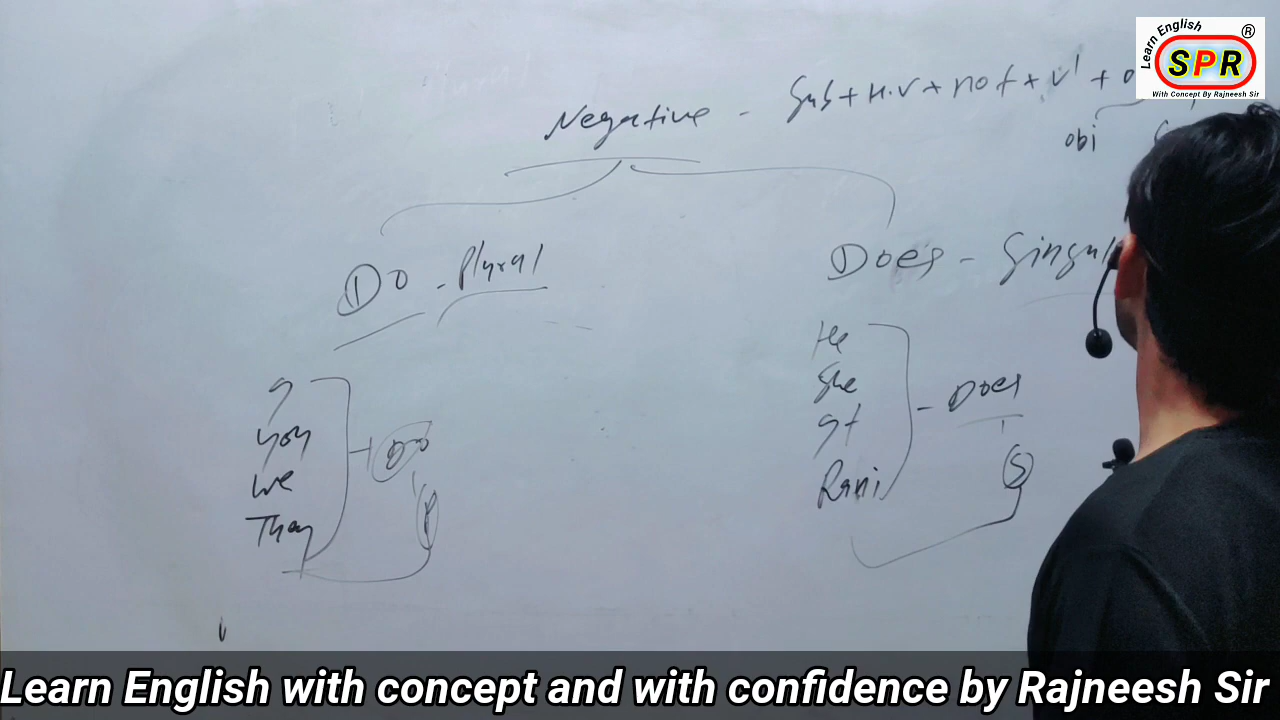 Learn English
®
SPR
With Concept By Rajneesh Sir
Negative - Sub + H.V + not + V¹ +
obj
Do - Plural
Does - Singul
I
you
we
They
Do
P
He
She
It
Rani
- Does
S
Learn English with concept and with confidence by Rajneesh Sir